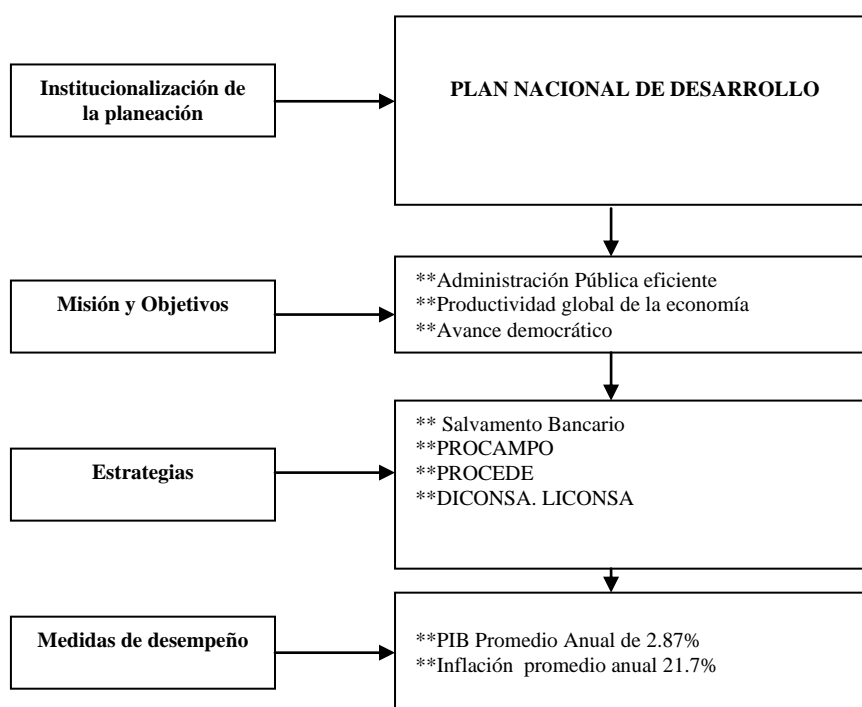 Institucionalización de
la planeación
PLAN NACIONAL DE DESARROLLO
Misión y Objetivos
**Administración Pública eficiente
**Productividad global de la economía
**Avance democrático
Estrategias
** Salvamento Bancario
**PROCAMPO
**PROCEDE
**DICONSA. LICONSA
Medidas de desempeño
**PIB Promedio Anual de 2.87%
**Inflación promedio anual 21.7%